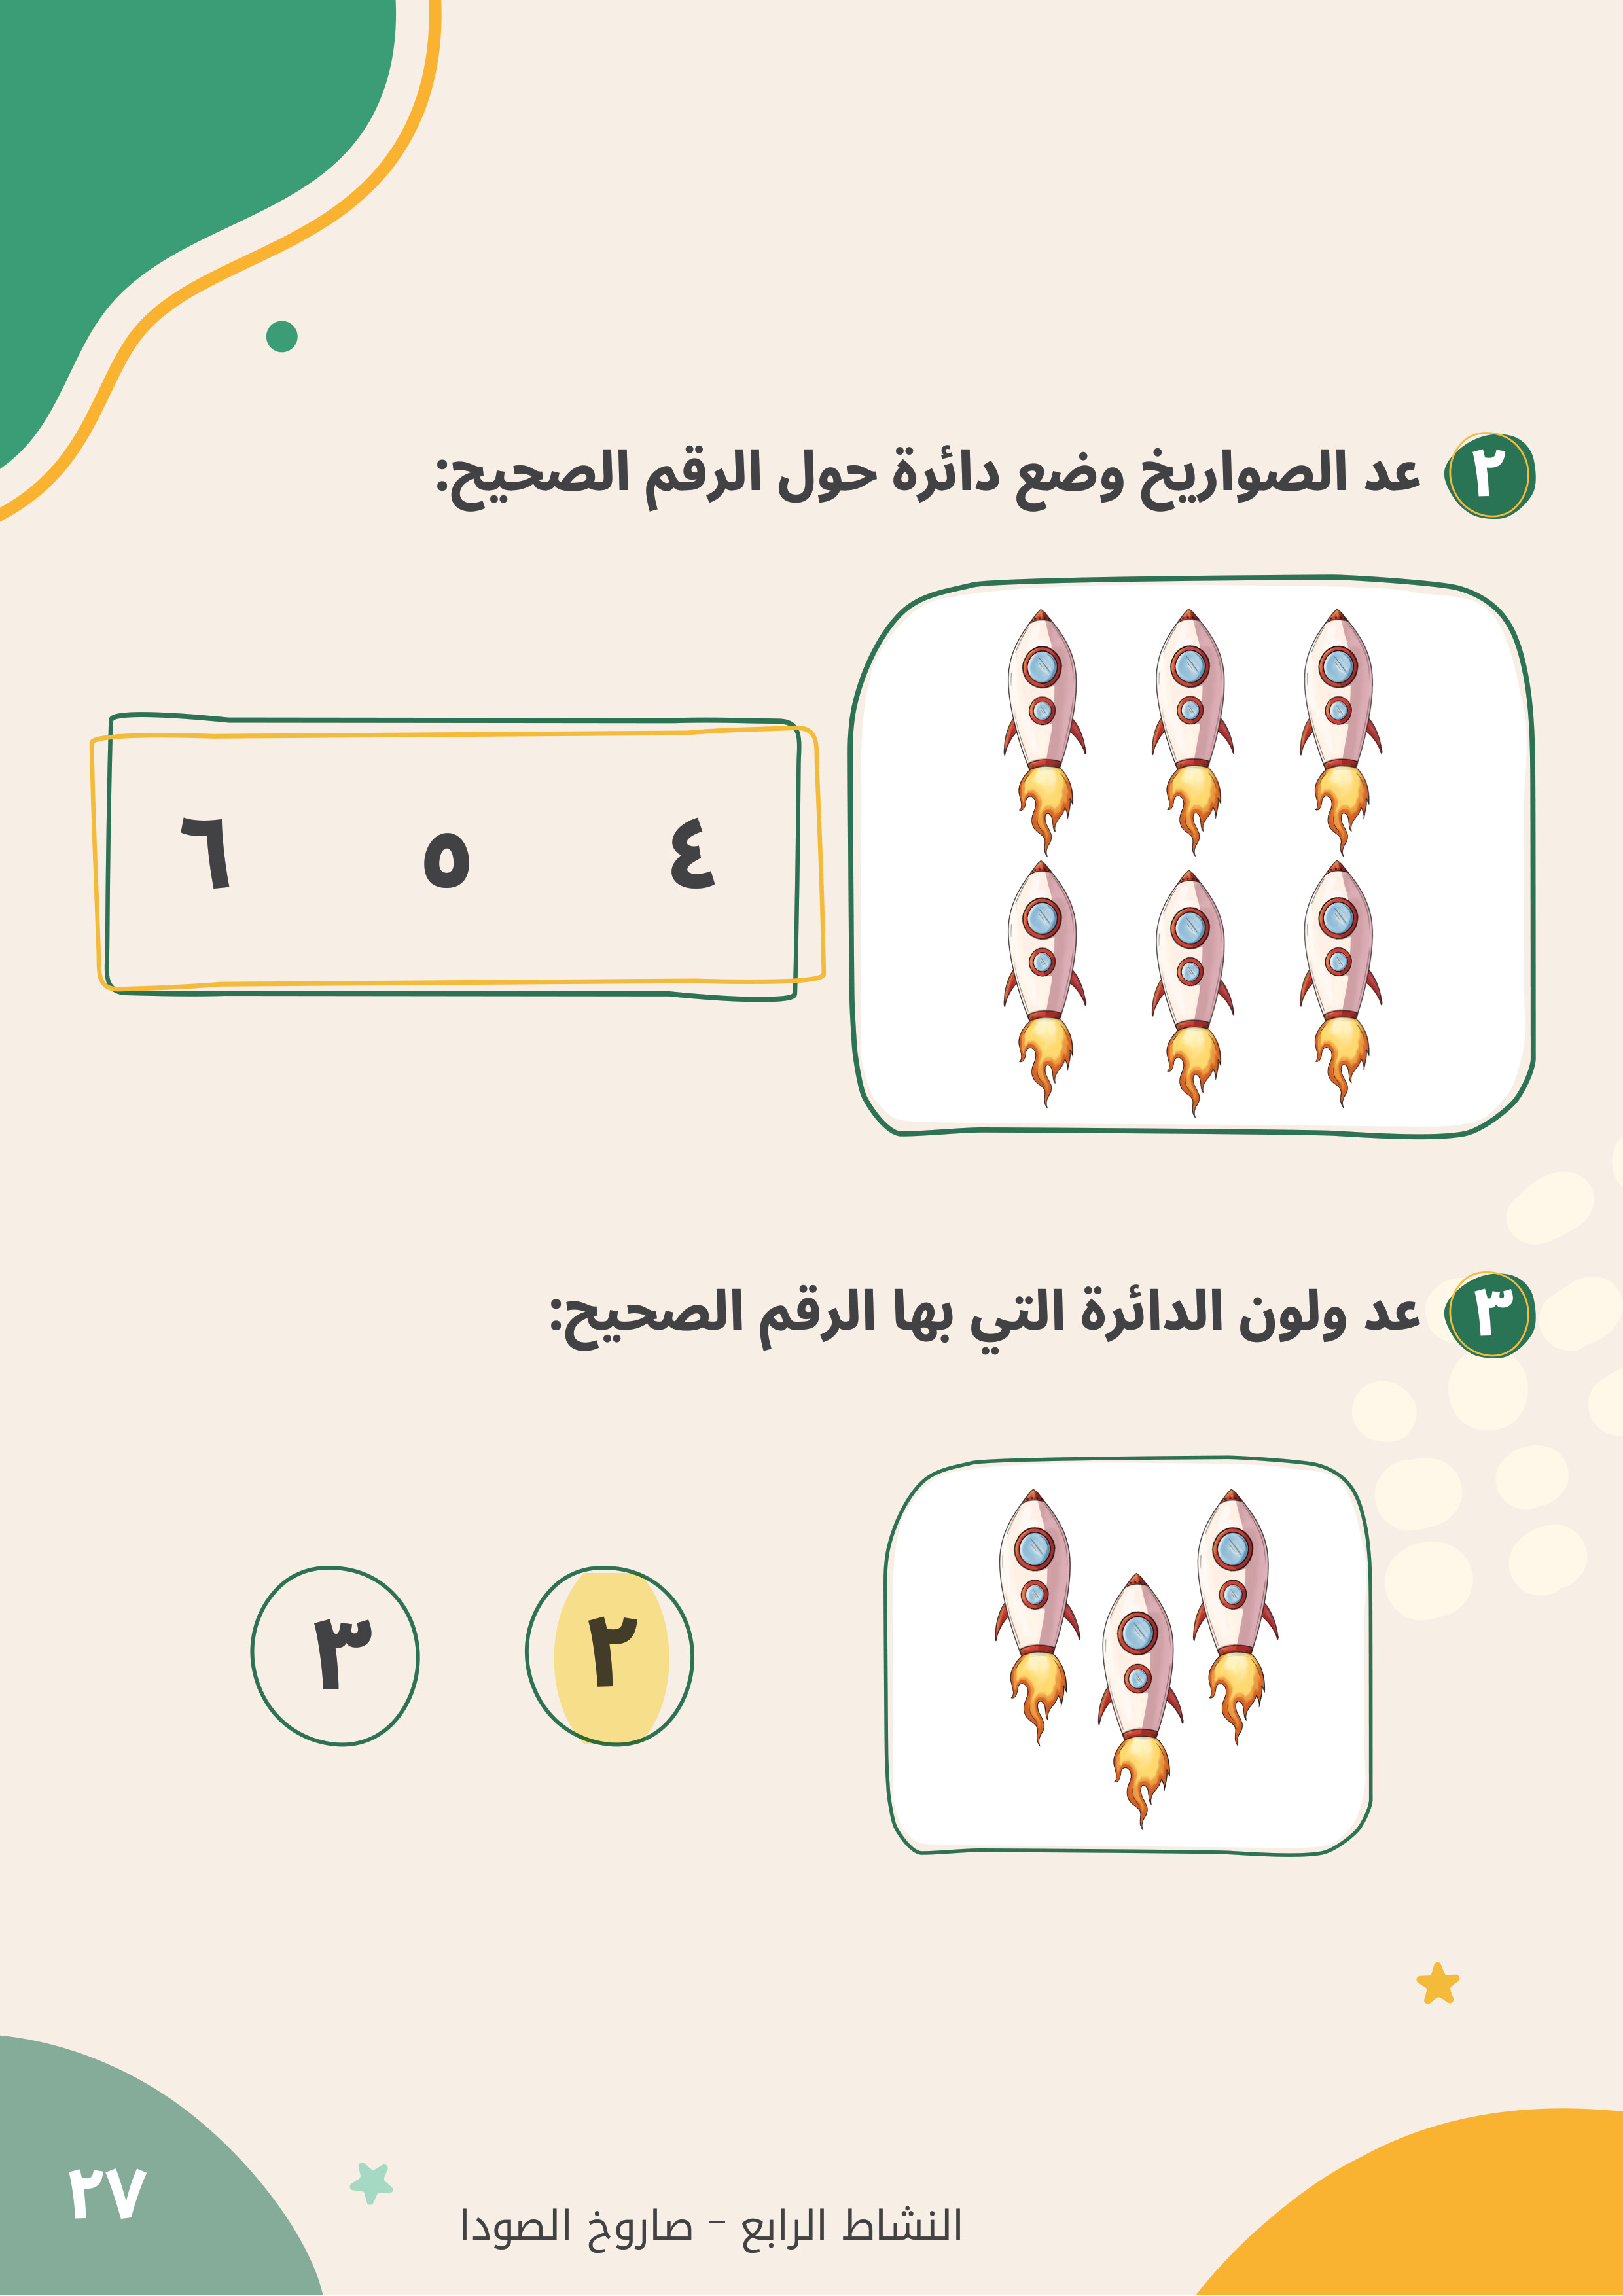 ٢ عد الصواريخ وضع دائرة حول الرقم الصحيح:
٤ ٥ ٦
٣ عد ولون الدائرة التي بها الرقم الصحيح:
٢ ٣
النشاط الرابع – صاروخ الصودا
٢٧